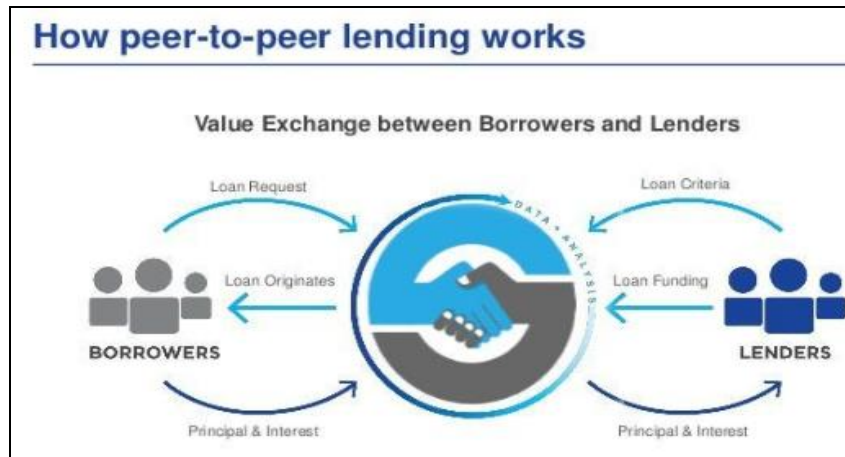 How peer-to-peer lending works
Value Exchange between Borrowers and Lenders
Loan Request
Loan Criteria
DATA + ANALYSIS
Loan Originates
Loan Funding
BORROWERS
LENDERS
Principal & Interest
Principal & Interest